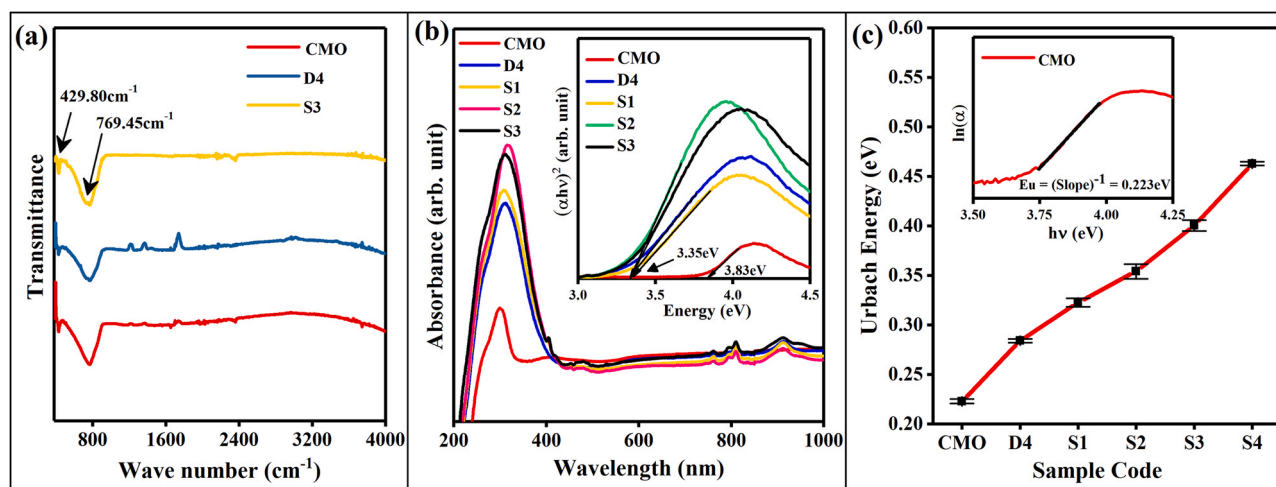 (a)
CMO
D4
S3
429.80cm⁻¹
769.45cm⁻¹
Transmittance
800 1600 2400 3200 4000
Wave number (cm⁻¹)
(b)
CMO
D4
S1
S2
S3
Absorbance (arb. unit)
200 400 600 800 1000
Wavelength (nm)
(αhν)² (arb. unit)
CMO
D4
S1
S2
S3
3.35eV
3.83eV
3.0 3.5 4.0 4.5
Energy (eV)
(c)
Urbach Energy (eV)
0.60
0.55
0.50
0.45
0.40
0.35
0.30
0.25
0.20
CMO D4 S1 S2 S3 S4
Sample Code
CMO
ln(α)
Eu = (Slope)⁻¹ = 0.223eV
3.50 3.75 4.00 4.25
hν (eV)